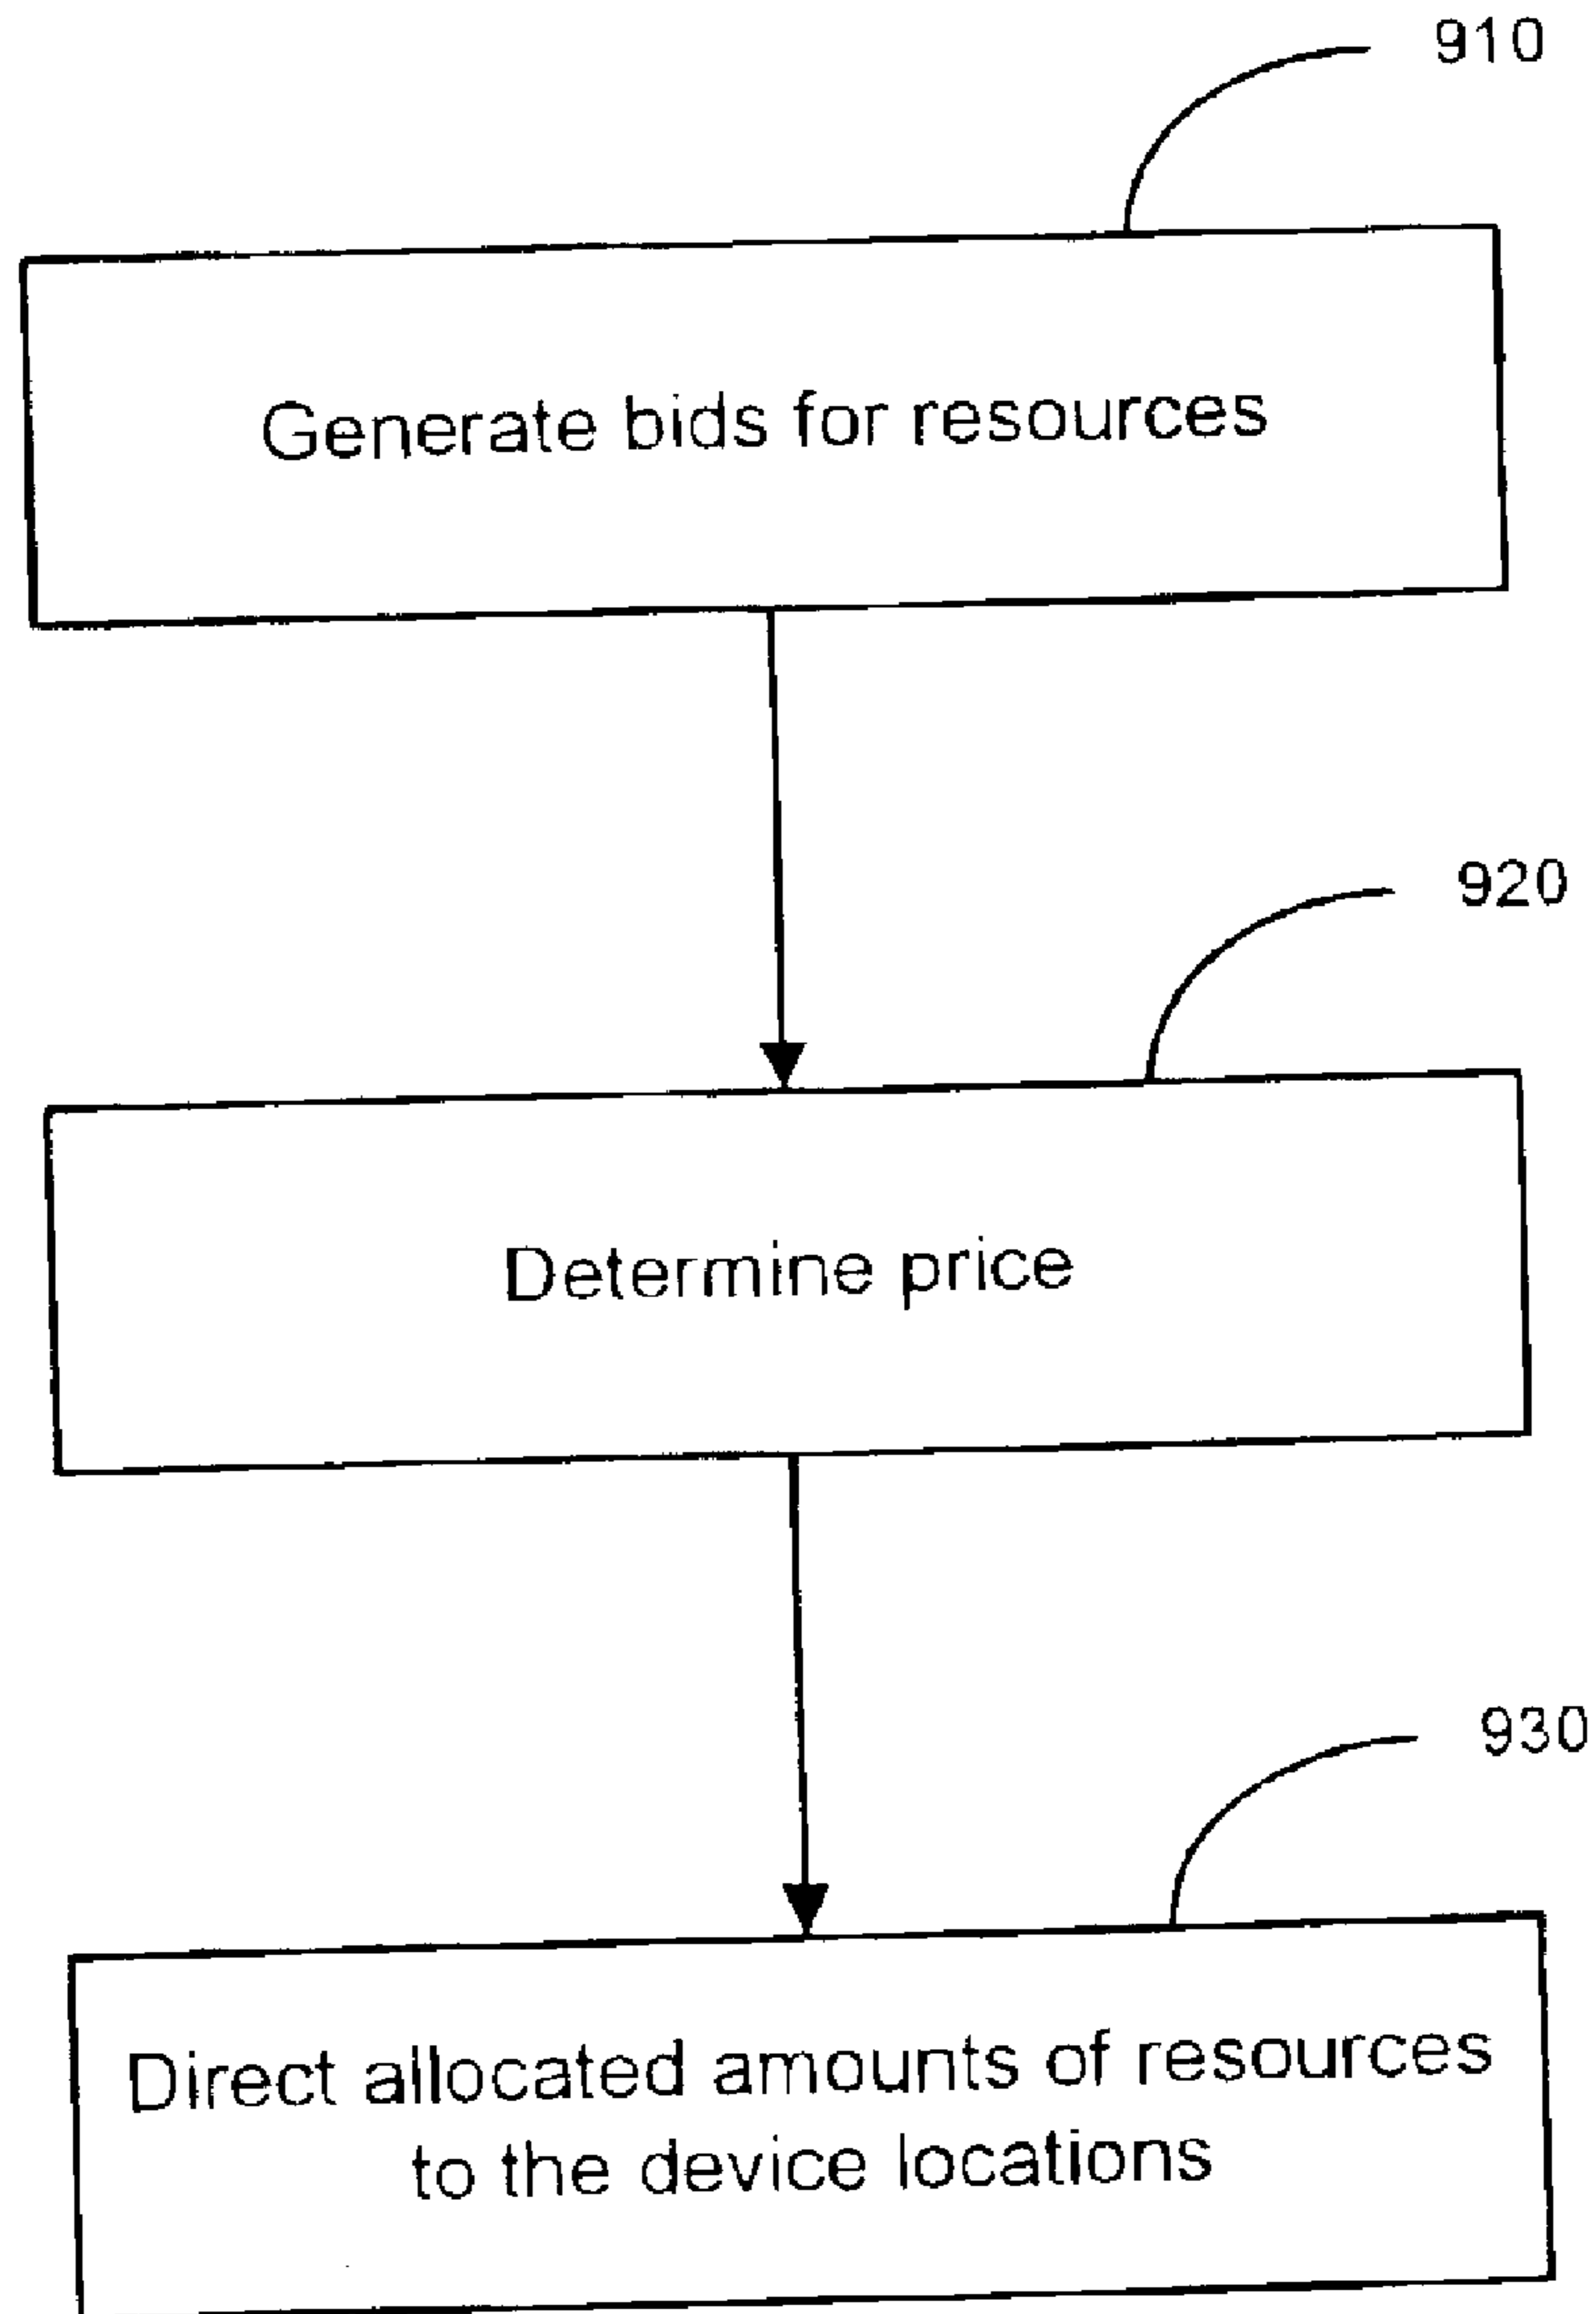 910
Generate bids for resources
920
Determine price
930
Direct allocated amounts of resources
to the device locations